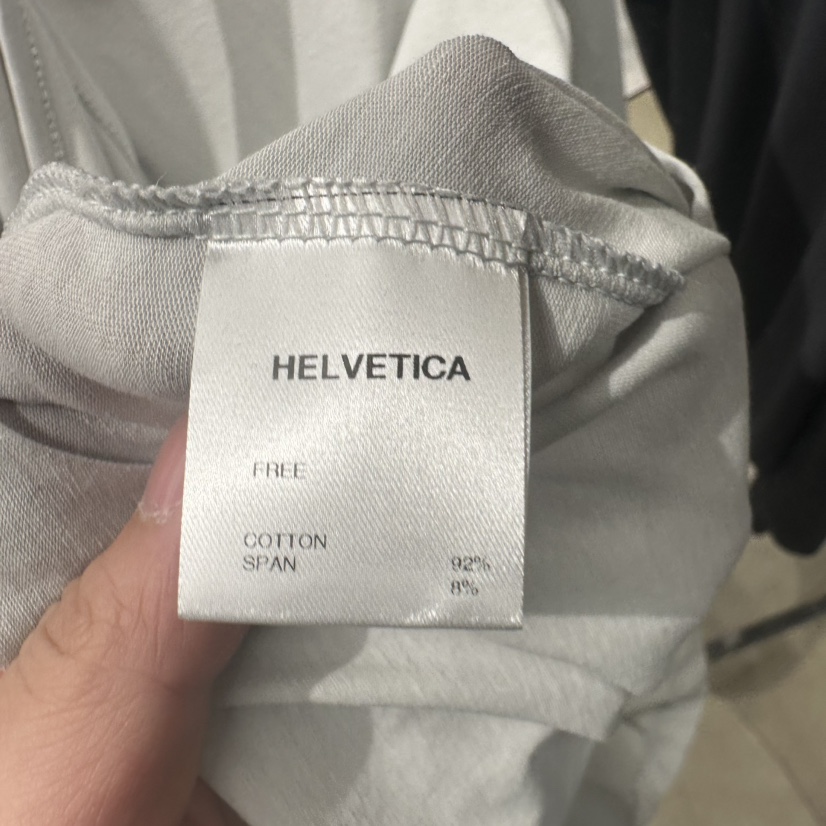 HELVETICA
FREE
COTTON 92%
SPAN 8%